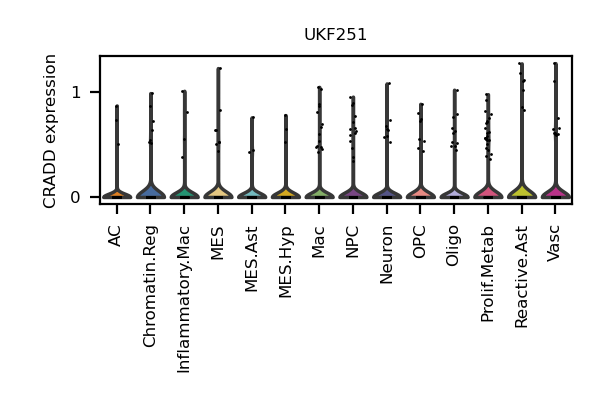 UKF251
CRADD expression
1
0
AC
Chromatin.Reg
Inflammatory.Mac
MES
MES.Ast
MES.Hyp
Mac
NPC
Neuron
OPC
Oligo
Prolif.Metab
Reactive.Ast
Vasc